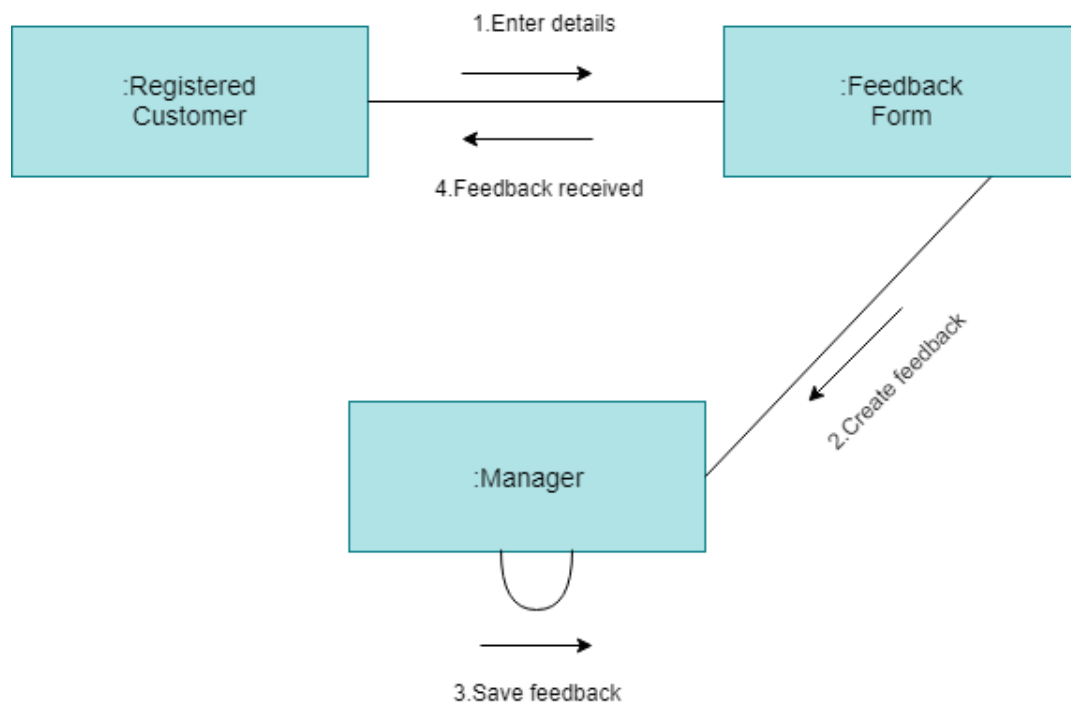 1.Enter details
:Registered
Customer
:Feedback
Form
4.Feedback received
2.Create feedback
:Manager
3.Save feedback